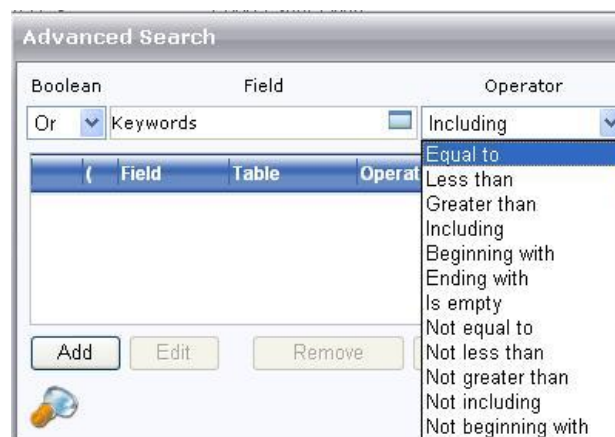 Advanced Search
Boolean Field Operator
Or Keywords Including
( Field Table Operat
Equal to
Less than
Greater than
Including
Beginning with
Ending with
Is empty
Not equal to
Not less than
Not greater than
Not including
Not beginning with
Add Edit Remove